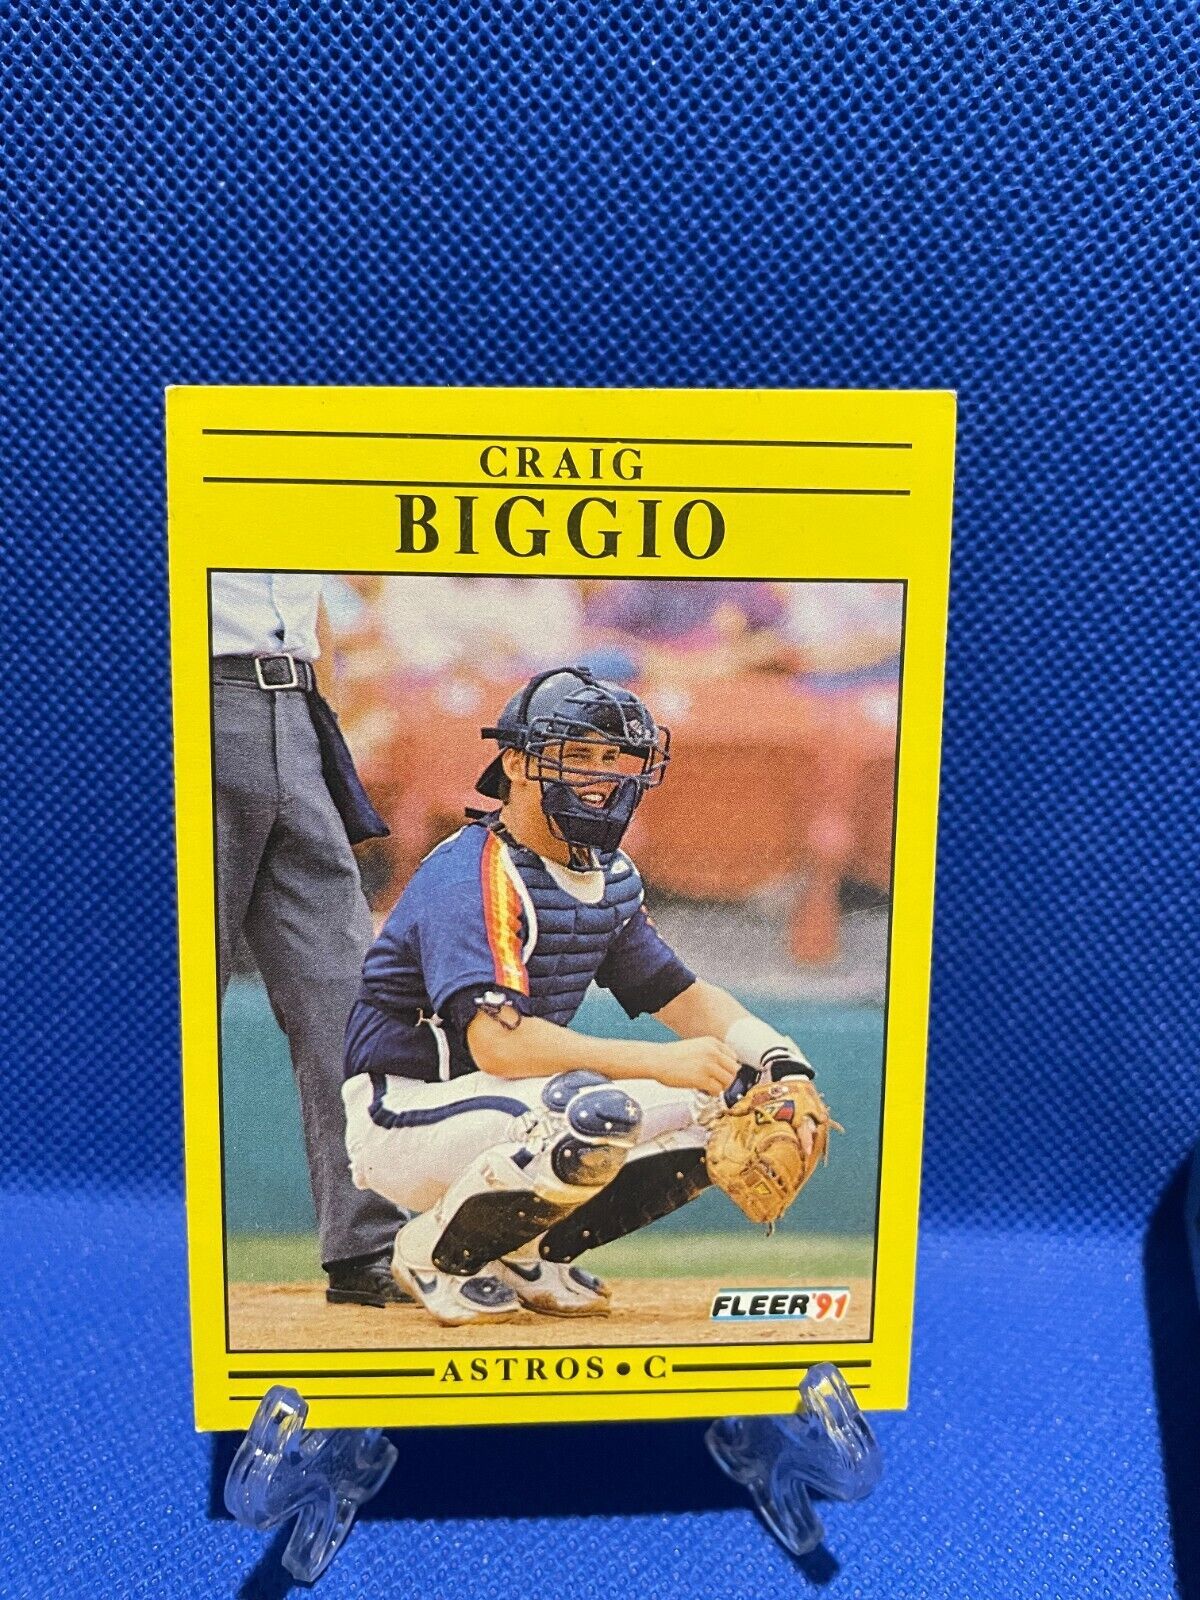 CRAIG
BIGGIO
FLEER '91
ASTROS • C